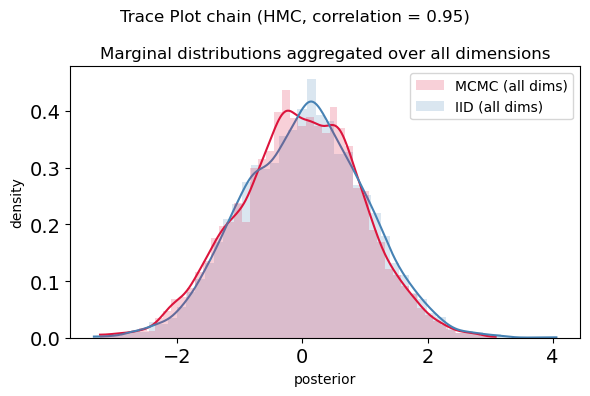 Trace Plot chain (HMC, correlation = 0.95)
Marginal distributions aggregated over all dimensions
MCMC (all dims)
IID (all dims)
density
0.4
0.3
0.2
0.1
0.0
−2
0
2
4
posterior